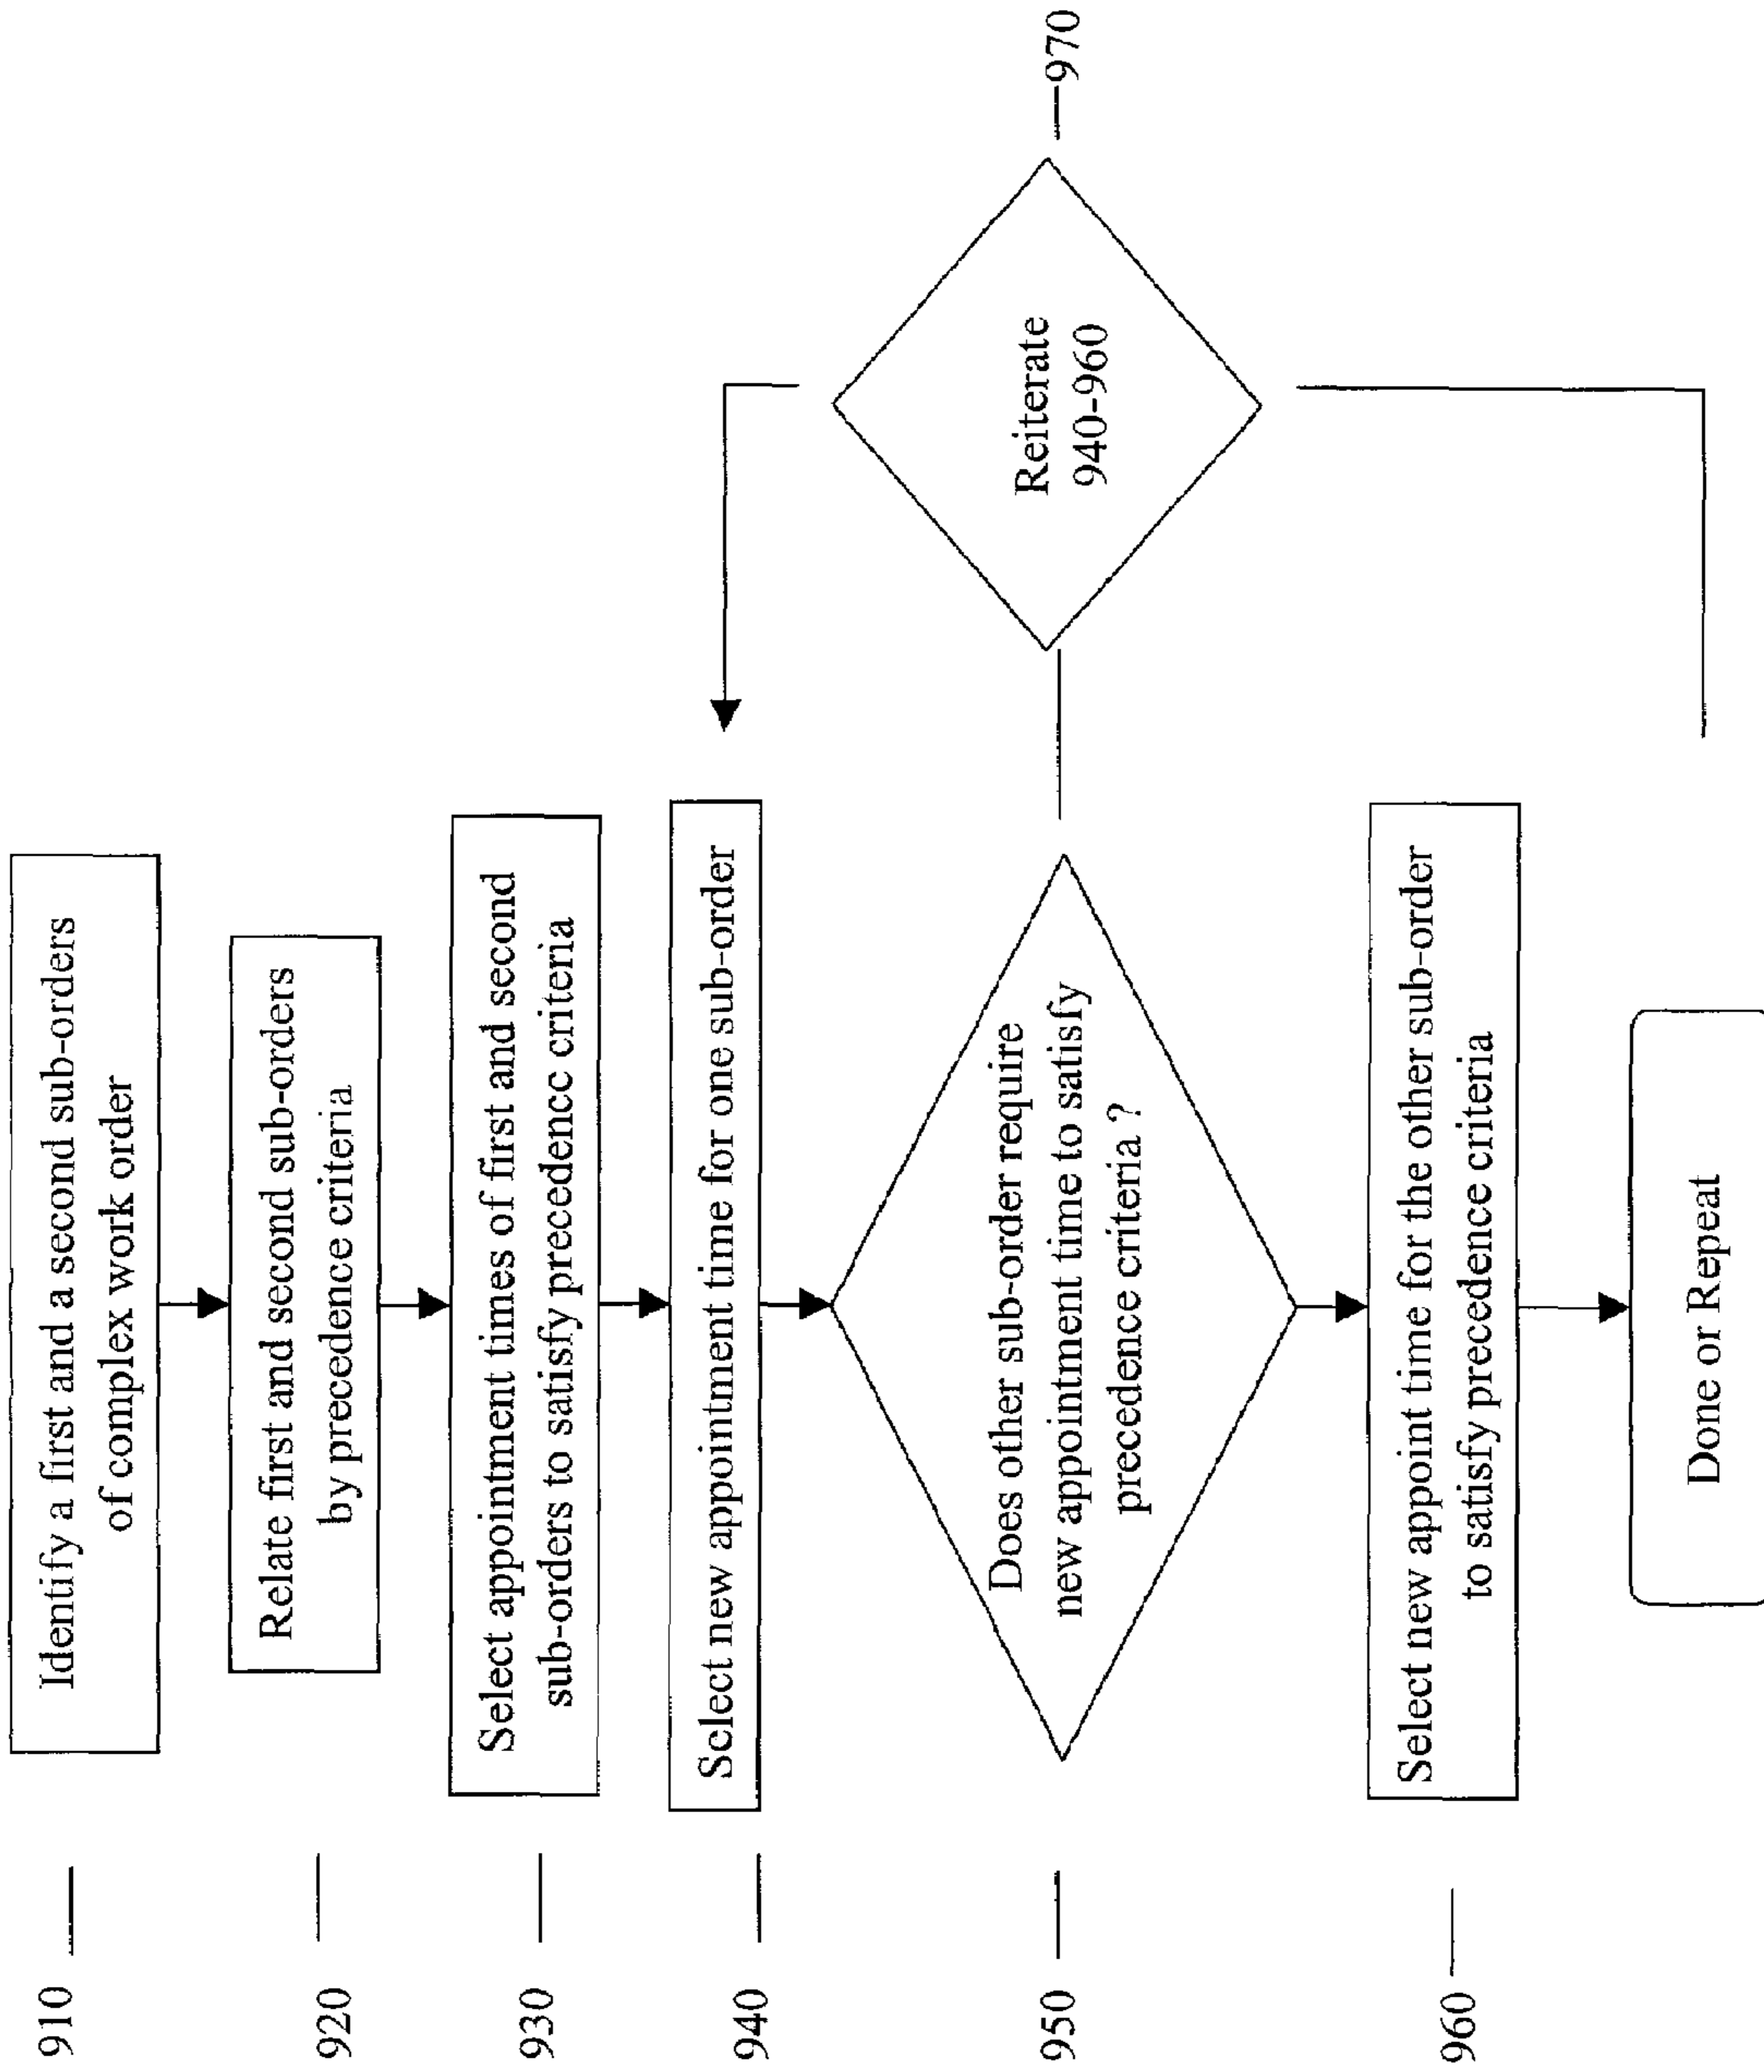 910
Identify a first and a second sub-orders
of complex work order
920
Relate first and second sub-orders
by precedence criteria
930
Select appointment times of first and second
sub-orders to satisfy precedence criteria
940
Select new appointment time for one sub-order
950
Does other sub-order require
new appointment time to satisfy
precedence criteria ?
Reiterate
940-960
970
960
Select new appoint time for the other sub-order
to satisfy precedence criteria
Done or Repeat